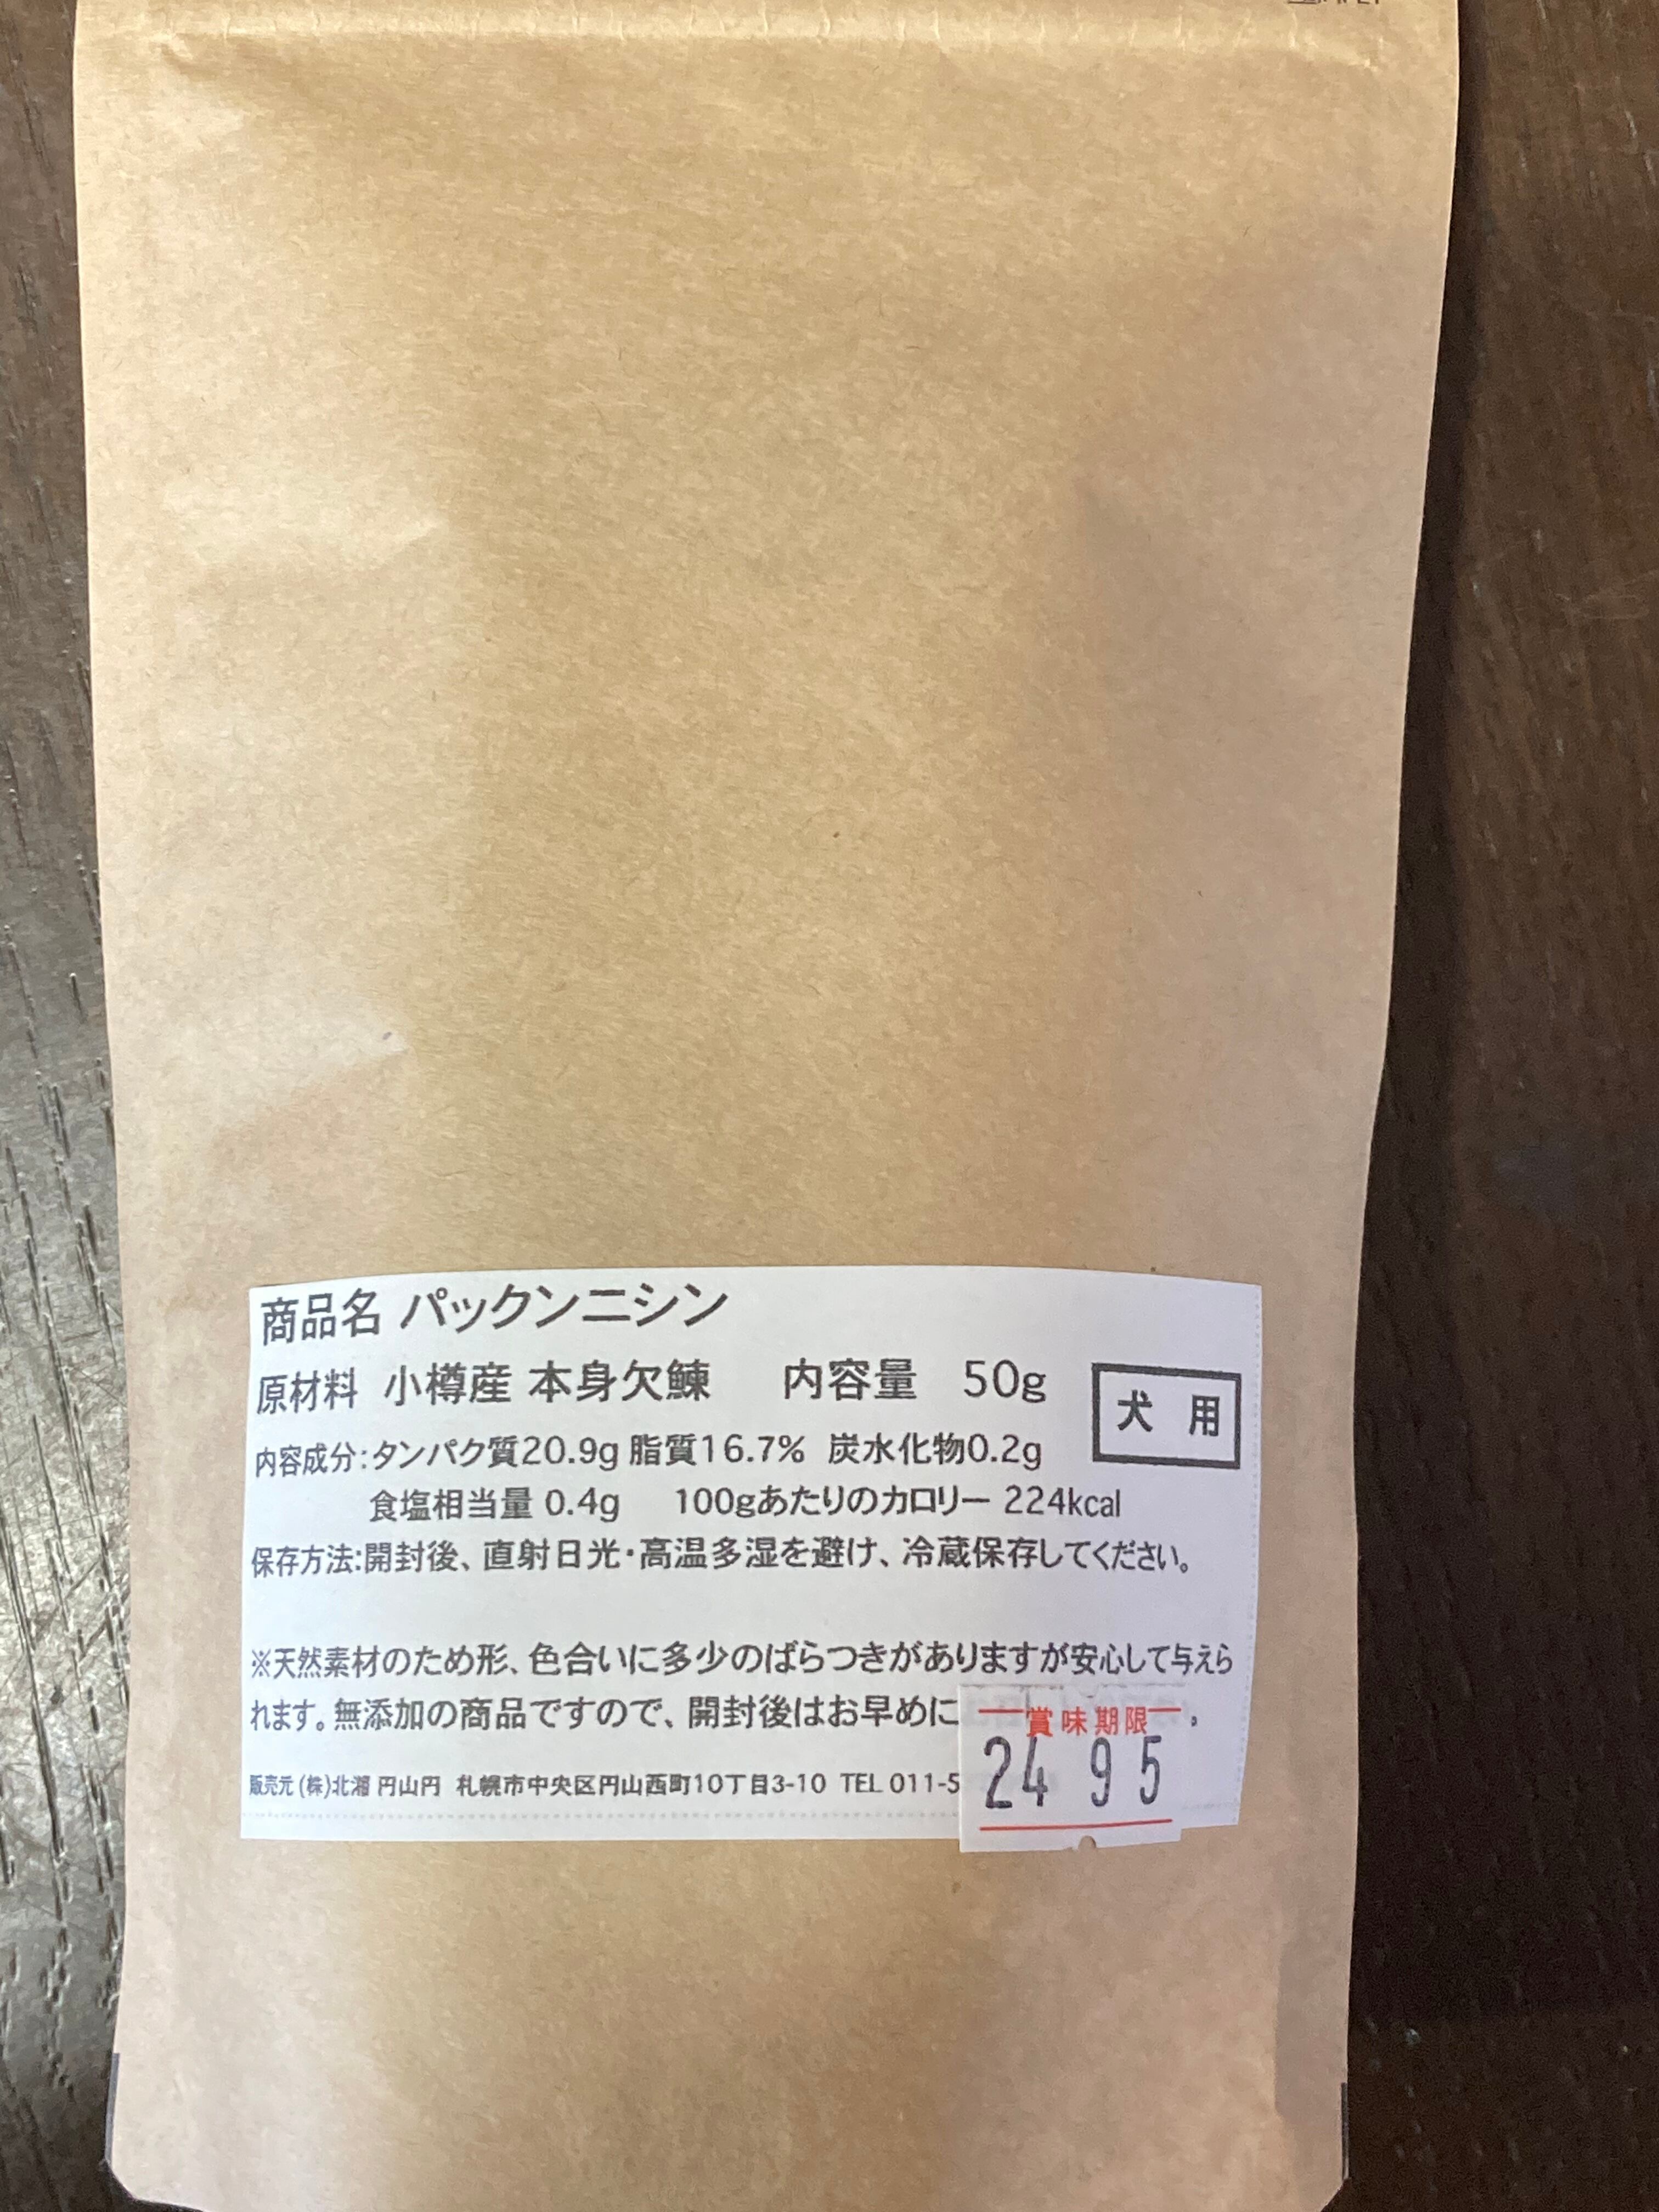 商品名 パックンニシン
原材料 小樽産 本身欠鰊 内容量 50g
犬 用
内容成分:タンパク質20.9g 脂質16.7% 炭水化物0.2g
食塩相当量 0.4g 100gあたりのカロリー 224kcal
保存方法:開封後、直射日光・高温多湿を避け、冷蔵保存してください。
※天然素材のため形、色合いに多少のばらつきがありますが安心して与えら
れます。無添加の商品ですので、開封後はお早めに
販売元 (株)北瀧 円山円 札幌市中央区円山西町10丁目3-10 TEL 011-5
賞味期限
24 9 5